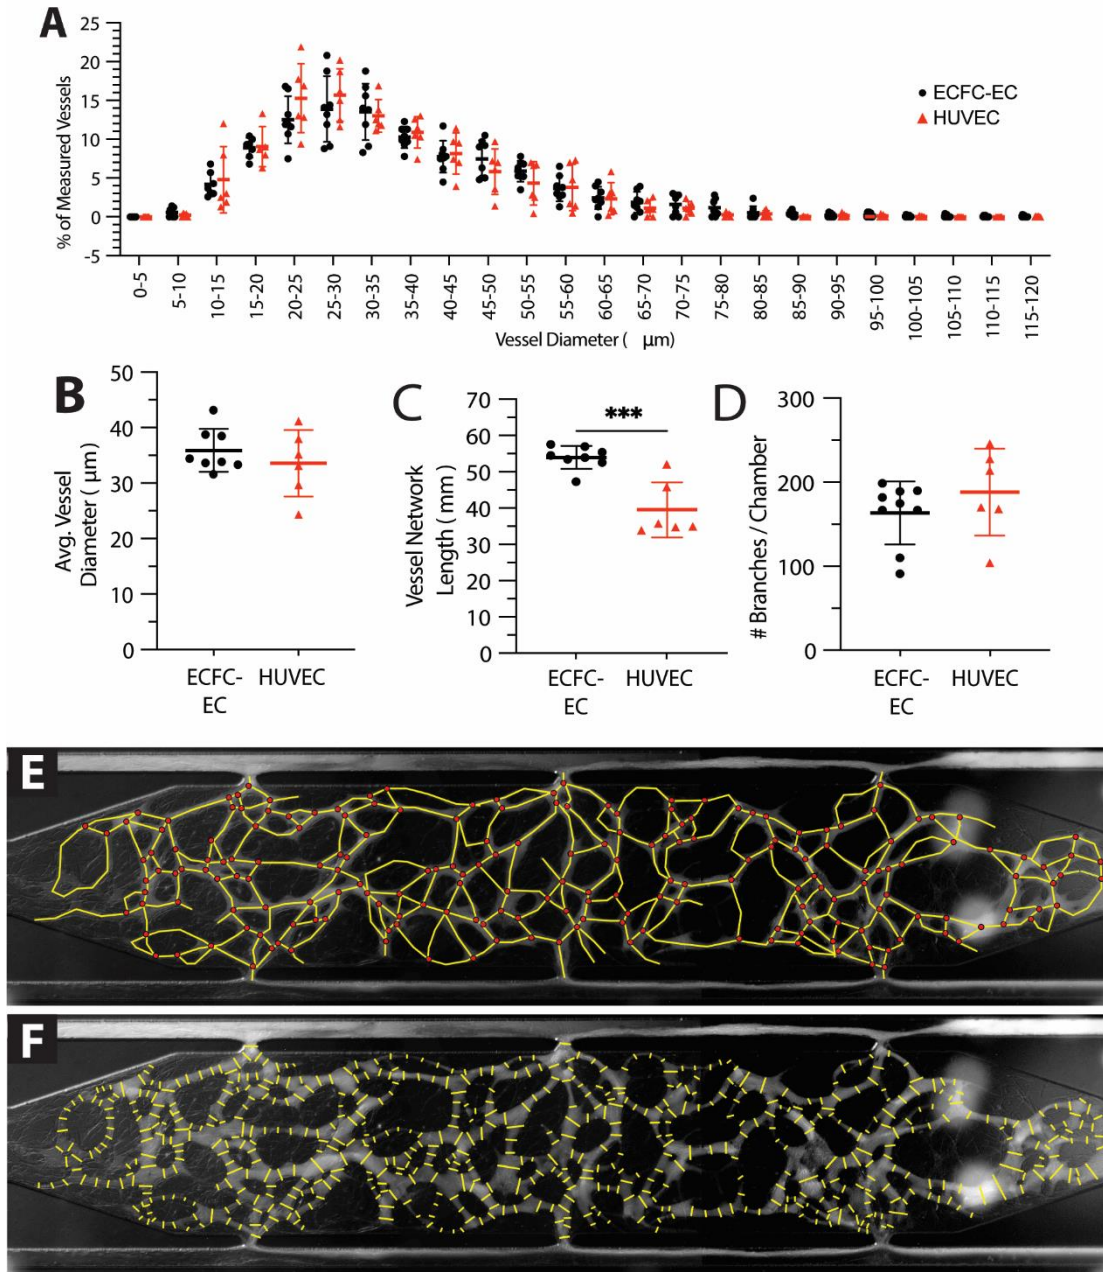 A
25
20
15
10
5
0
-5
% of Measured Vessels
ECFC-EC
HUVEC
0-5
5-10
10-15
15-20
20-25
25-30
30-35
35-40
40-45
45-50
50-55
55-60
60-65
65-70
70-75
75-80
80-85
85-90
90-95
95-100
100-105
105-110
110-115
115-120
Vessel Diameter ( μm)
B
50
40
30
20
10
0
Avg. Vessel
Diameter ( μm)
ECFC-
EC
HUVEC
C
70
60
50
40
30
20
10
0
Vessel Network
Length ( mm)
***
ECFC-
EC
HUVEC
D
300
200
100
0
# Branches / Chamber
ECFC-
EC
HUVEC
E
F